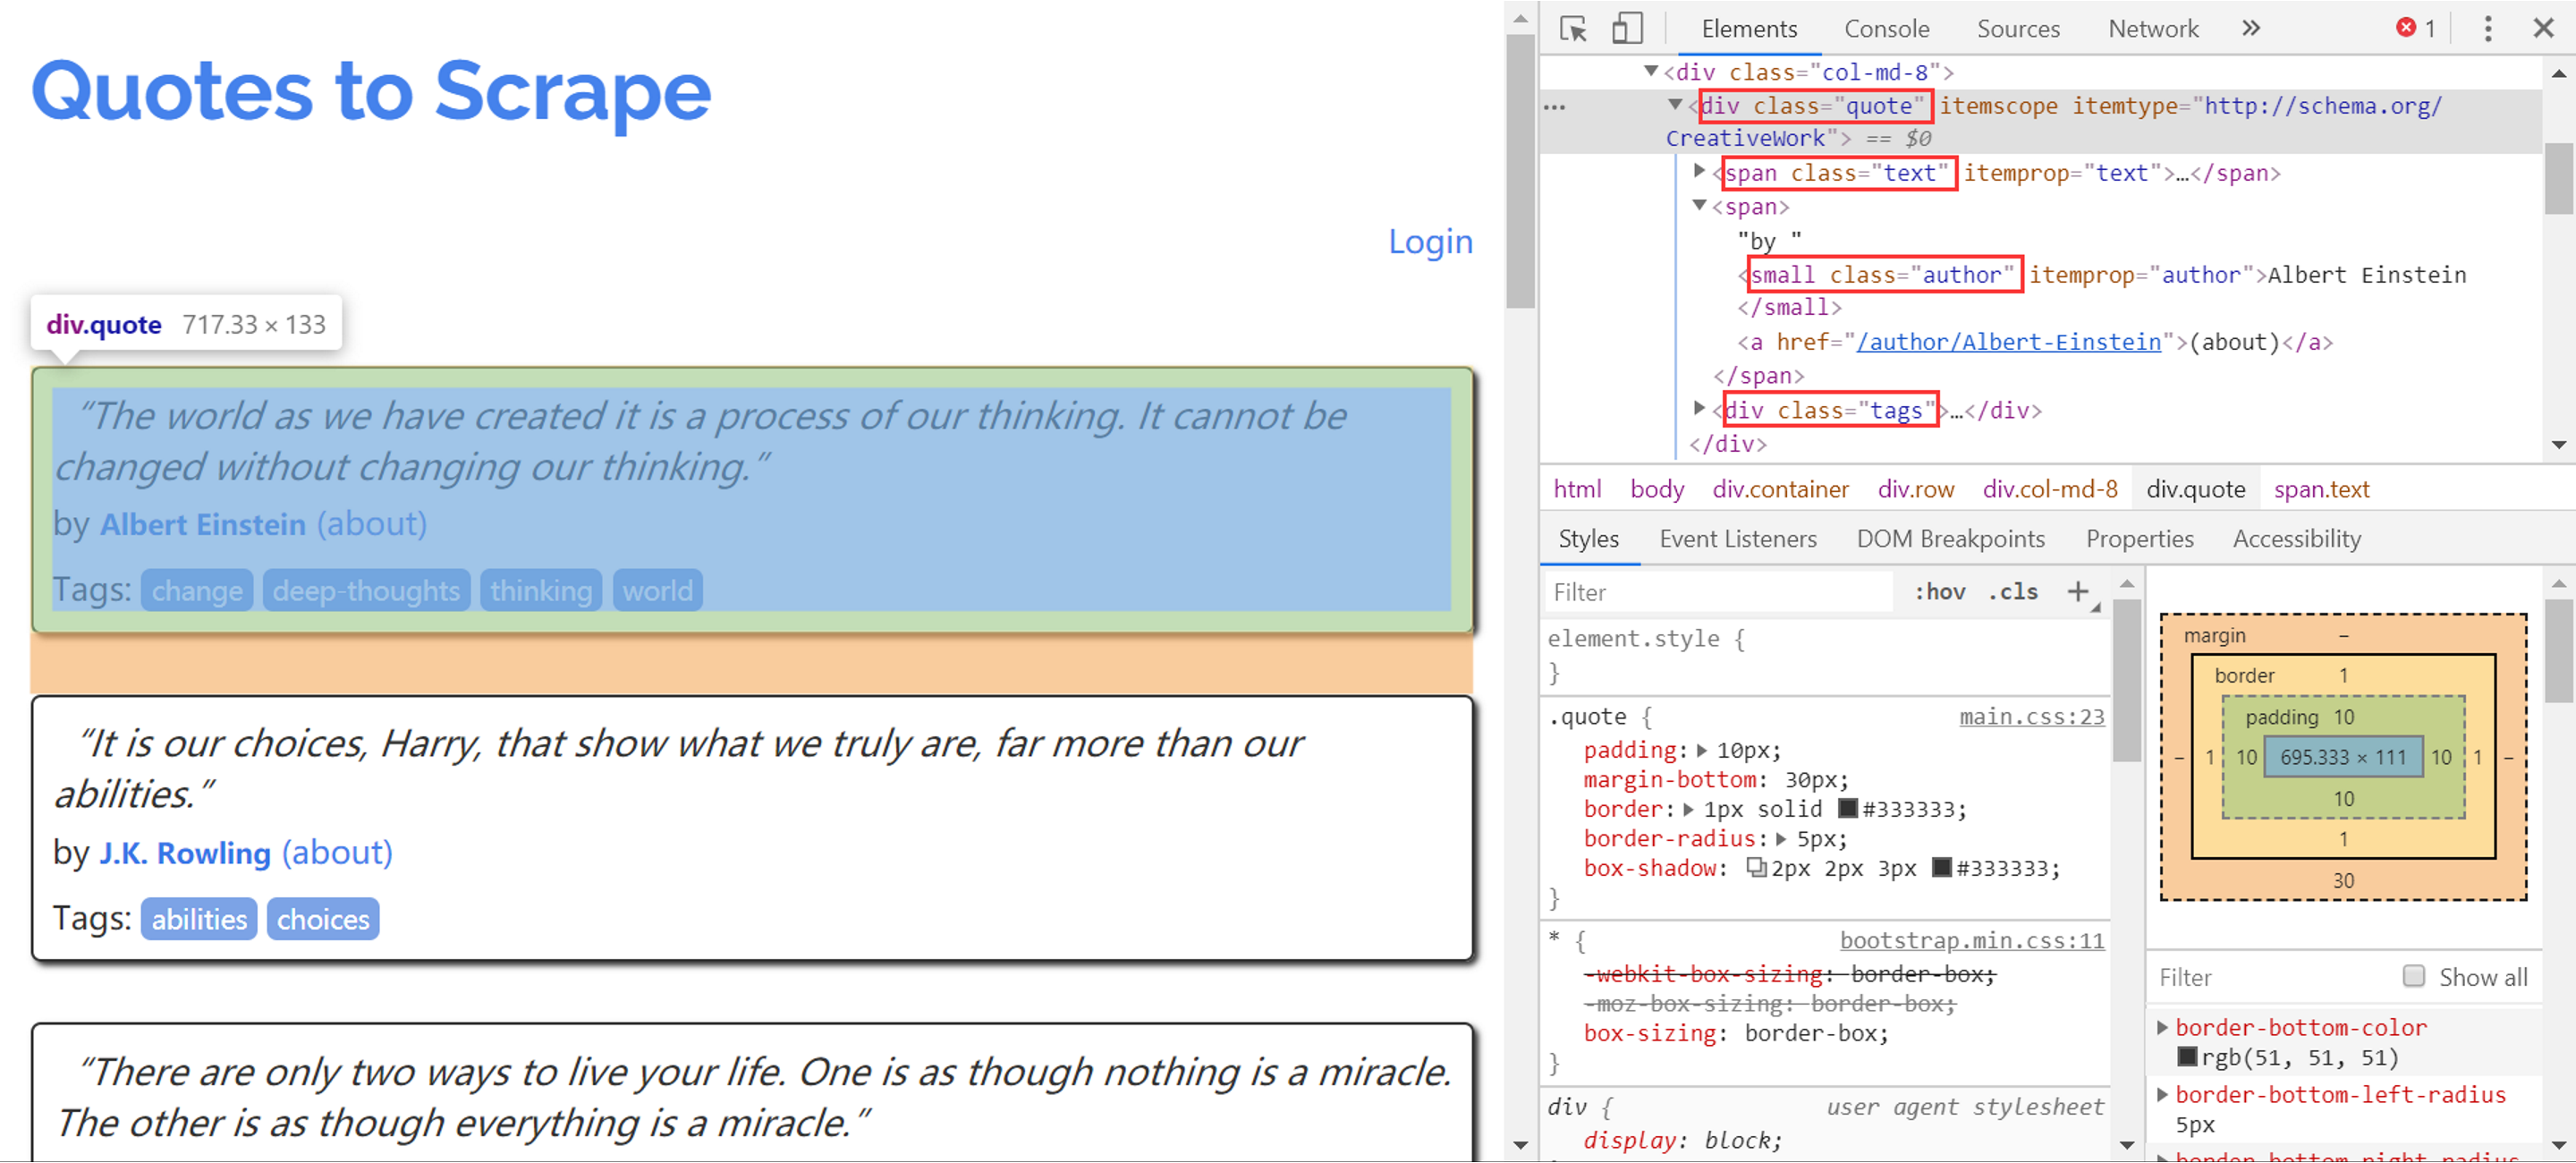 Quotes to Scrape
Login
div.quote 717.33 × 133
“The world as we have created it is a process of our thinking. It cannot be
changed without changing our thinking.”
by Albert Einstein (about)
Tags: change deep-thoughts thinking world
“It is our choices, Harry, that show what we truly are, far more than our
abilities.”
by J.K. Rowling (about)
Tags: abilities choices
“There are only two ways to live your life. One is as though nothing is a miracle.
The other is as though everything is a miracle.”
Elements Console Sources Network » 1
<div class="col-md-8">
<div class="quote" itemscope itemtype="http://schema.org/
CreativeWork"> == $0
<span class="text" itemprop="text">…</span>
<span>
"by "
<small class="author" itemprop="author">Albert Einstein
</small>
<a href="/author/Albert-Einstein">(about)</a>
</span>
<div class="tags">…</div>
</div>
html body div.container div.row div.col-md-8 div.quote span.text
Styles Event Listeners DOM Breakpoints Properties Accessibility
Filter :hov .cls +
element.style {
}
.quote { main.css:23
padding: 10px;
margin-bottom: 30px;
border: 1px solid #333333;
border-radius: 5px;
box-shadow: 2px 2px 3px #333333;
}
* { bootstrap.min.css:11
-webkit-box-sizing: border-box;
-moz-box-sizing: border-box;
box-sizing: border-box;
}
div { user agent stylesheet
display: block;
margin –
border 1
padding 10
– 1 10 695.333 × 111 10 1 –
10
1
30
Filter Show all
border-bottom-color
rgb(51, 51, 51)
border-bottom-left-radius
5px
border-bottom-right-radius